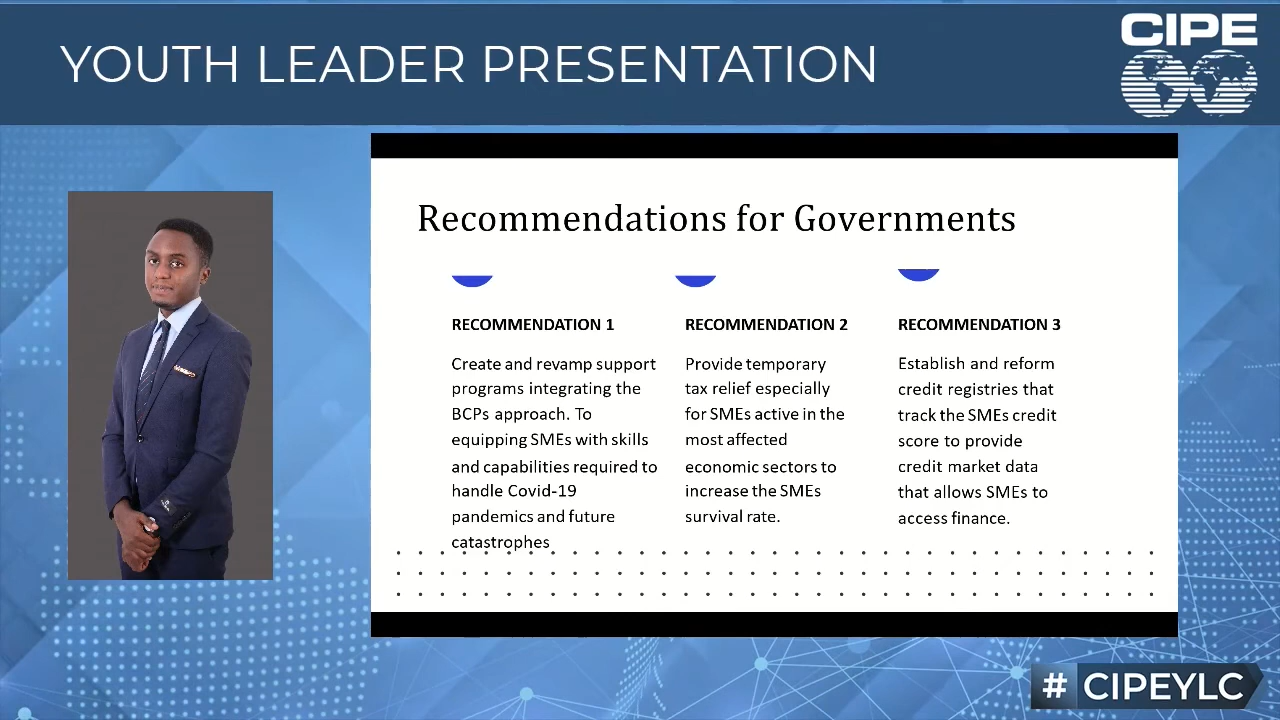 YOUTH LEADER PRESENTATION
CIPE
Recommendations for Governments
RECOMMENDATION 1
Create and revamp support
programs integrating the
BCPs approach. To
equipping SMEs with skills
and capabilities required to
handle Covid-19
pandemics and future
catastrophes
RECOMMENDATION 2
Provide temporary
tax relief especially
for SMEs active in the
most affected
economic sectors to
increase the SMEs
survival rate.
RECOMMENDATION 3
Establish and reform
credit registries that
track the SMEs credit
score to provide
credit market data
that allows SMEs to
access finance.
# CIPEYLC